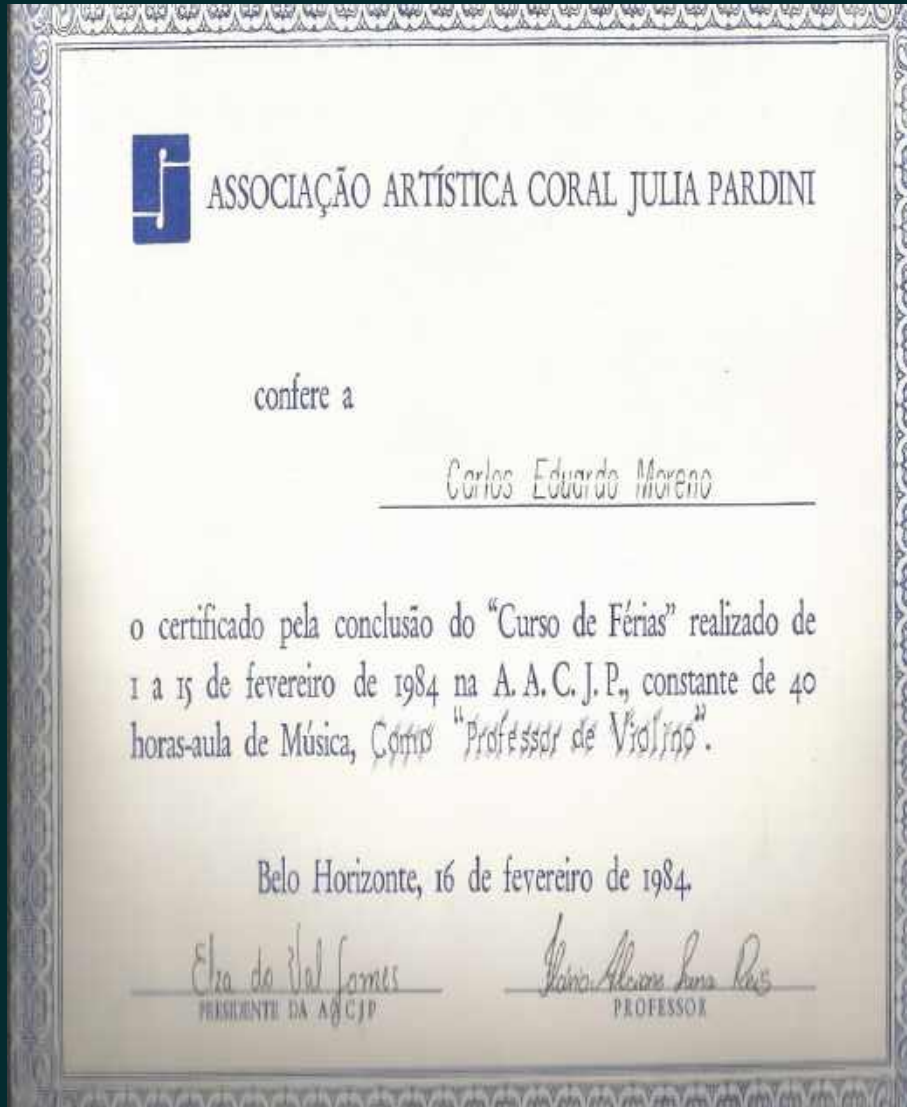 ASSOCIAÇÃO ARTÍSTICA CORAL JULIA PARDINI
confere a
Carlos Eduardo Moreno
o certificado pela conclusão do “Curso de Férias” realizado de
1 a 15 de fevereiro de 1984 na A. A. C. J. P., constante de 40
horas-aula de Música, Como "Professor de Violino".
Belo Horizonte, 16 de fevereiro de 1984.
Elza do Val Gomes
PRESIDENTE DA AACJP
Reis
PROFESSOR